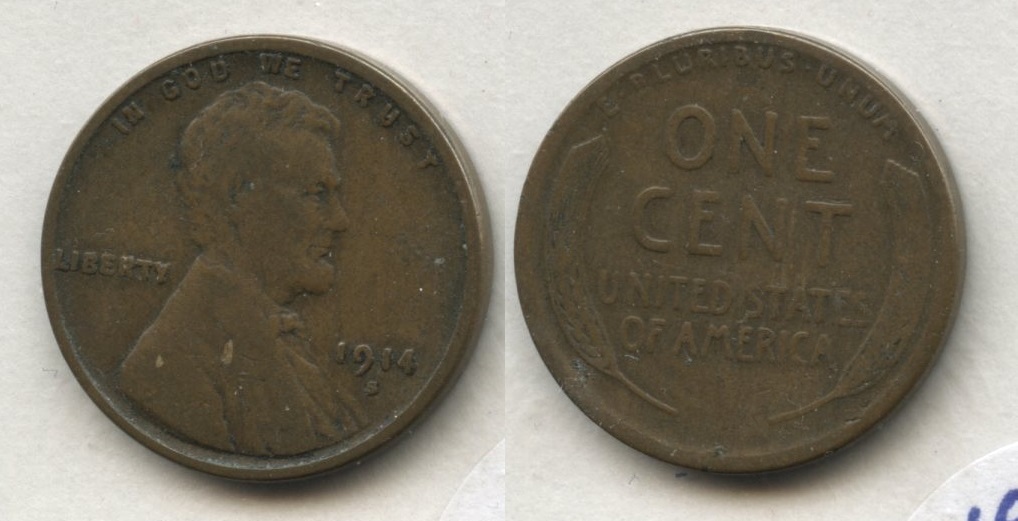 IN GOD WE TRUST
LIBERTY
1914
S
E·PLURIBUS·UNUM
ONE
CENT
UNITED STATES
OF AMERICA